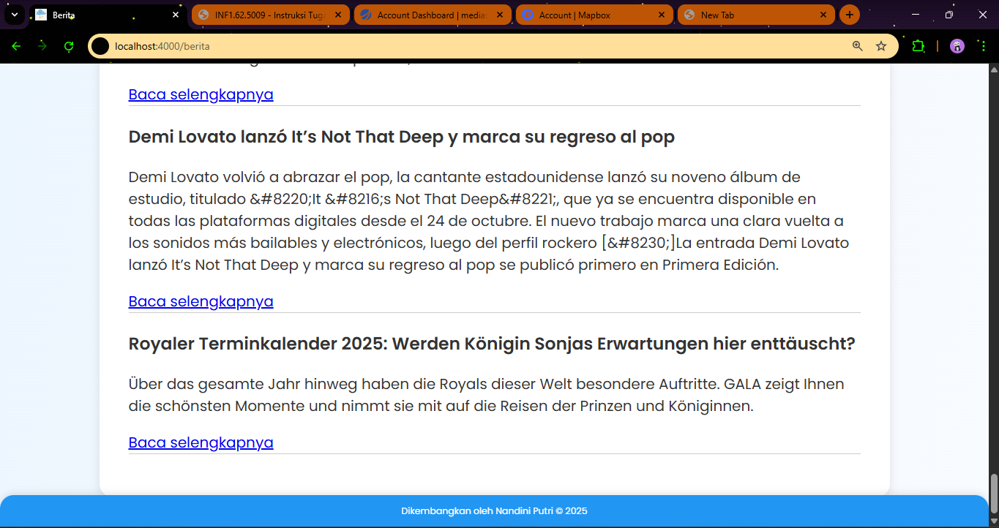 Berita
INF1.62.5009 - Instruksi Tuga
Account Dashboard | medias
Account | Mapbox
New Tab
localhost:4000/berita
Baca selengkapnya
Demi Lovato lanzó It’s Not That Deep y marca su regreso al pop
Demi Lovato volvió a abrazar el pop, la cantante estadounidense lanzó su noveno álbum de
estudio, titulado &#8220;It &#8216;s Not That Deep&#8221;, que ya se encuentra disponible en
todas las plataformas digitales desde el 24 de octubre. El nuevo trabajo marca una clara vuelta a
los sonidos más bailables y electrónicos, luego del perfil rockero [&#8230;]La entrada Demi Lovato
lanzó It’s Not That Deep y marca su regreso al pop se publicó primero en Primera Edición.
Baca selengkapnya
Royaler Terminkalender 2025: Werden Königin Sonjas Erwartungen hier enttäuscht?
Über das gesamte Jahr hinweg haben die Royals dieser Welt besondere Auftritte. GALA zeigt Ihnen
die schönsten Momente und nimmt sie mit auf die Reisen der Prinzen und Königinnen.
Baca selengkapnya
Dikembangkan oleh Nandini Putri © 2025